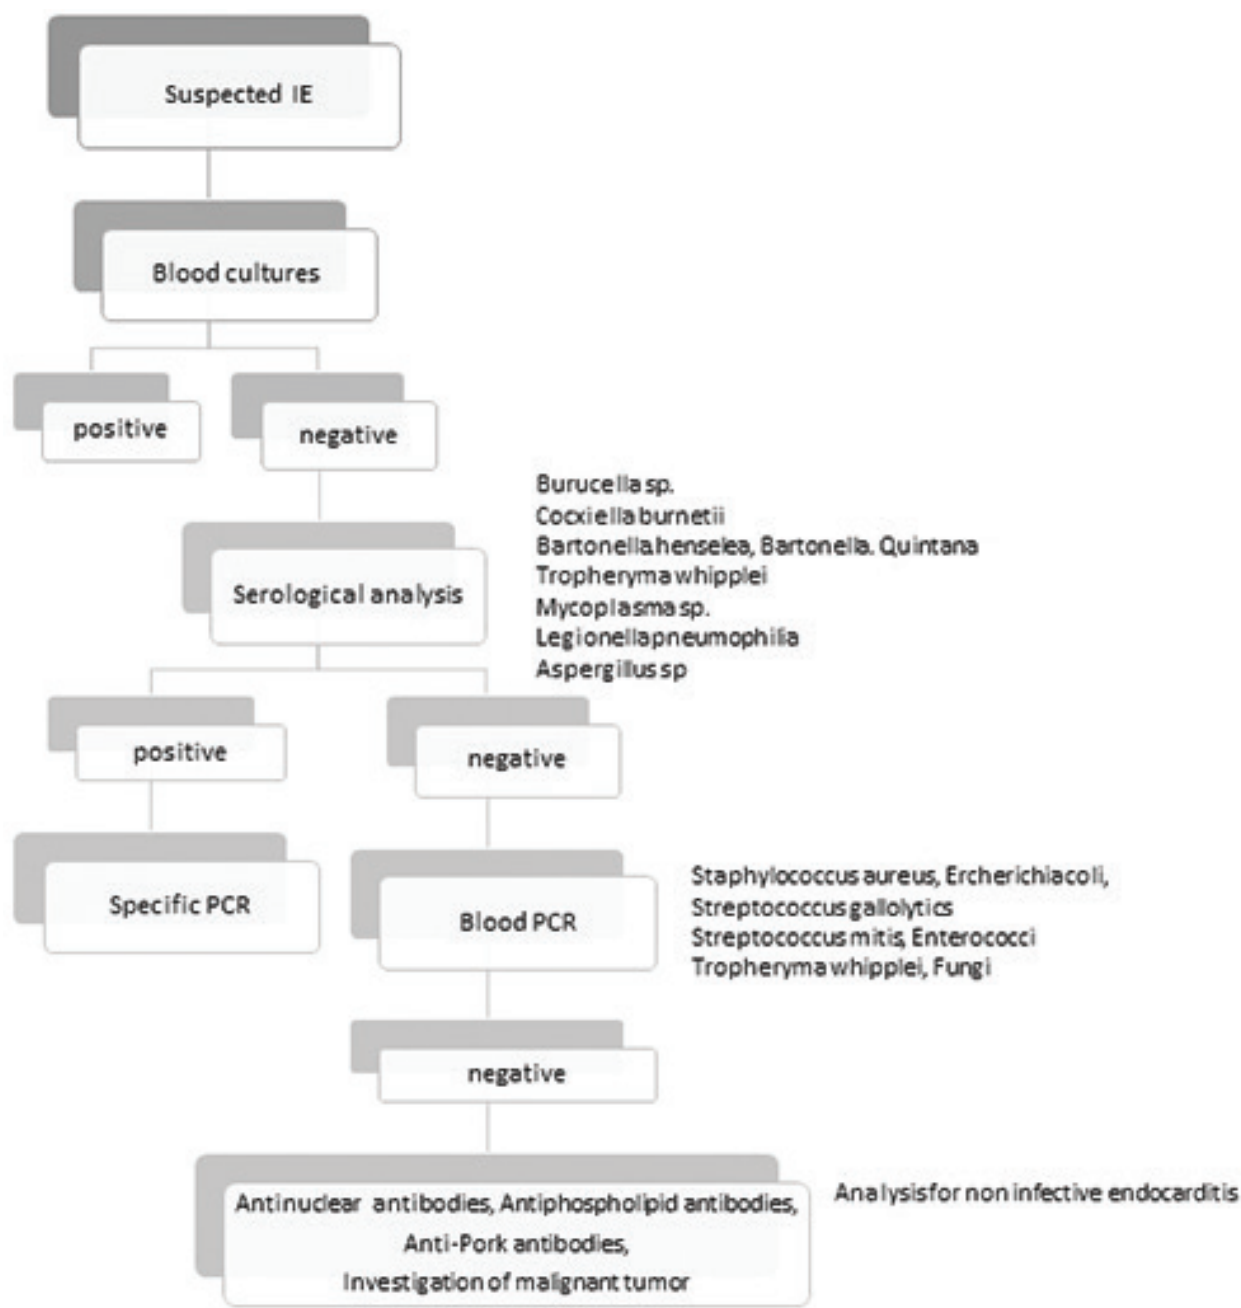 Suspected IE
Blood cultures
positive
negative
Burucella sp.
Cocxiella burnetii
Bartonella.henselea, Bartonella. Quintana
Tropheryma whipplei
Mycoplasma sp.
Legionella pneumophilia
Aspergillus sp
Serological analysis
positive
negative
Specific PCR
Blood PCR
Staphylococcus aureus, Ercherichia coli,
Streptococcus gallolytics
Streptococcus mitis, Enterococci
Tropheryma whipplei, Fungi
negative
Antinuclear antibodies, Antiphospholipid antibodies,
Anti-Pork antibodies,
Investigation of malignant tumor
Analysis for non infective endocarditis